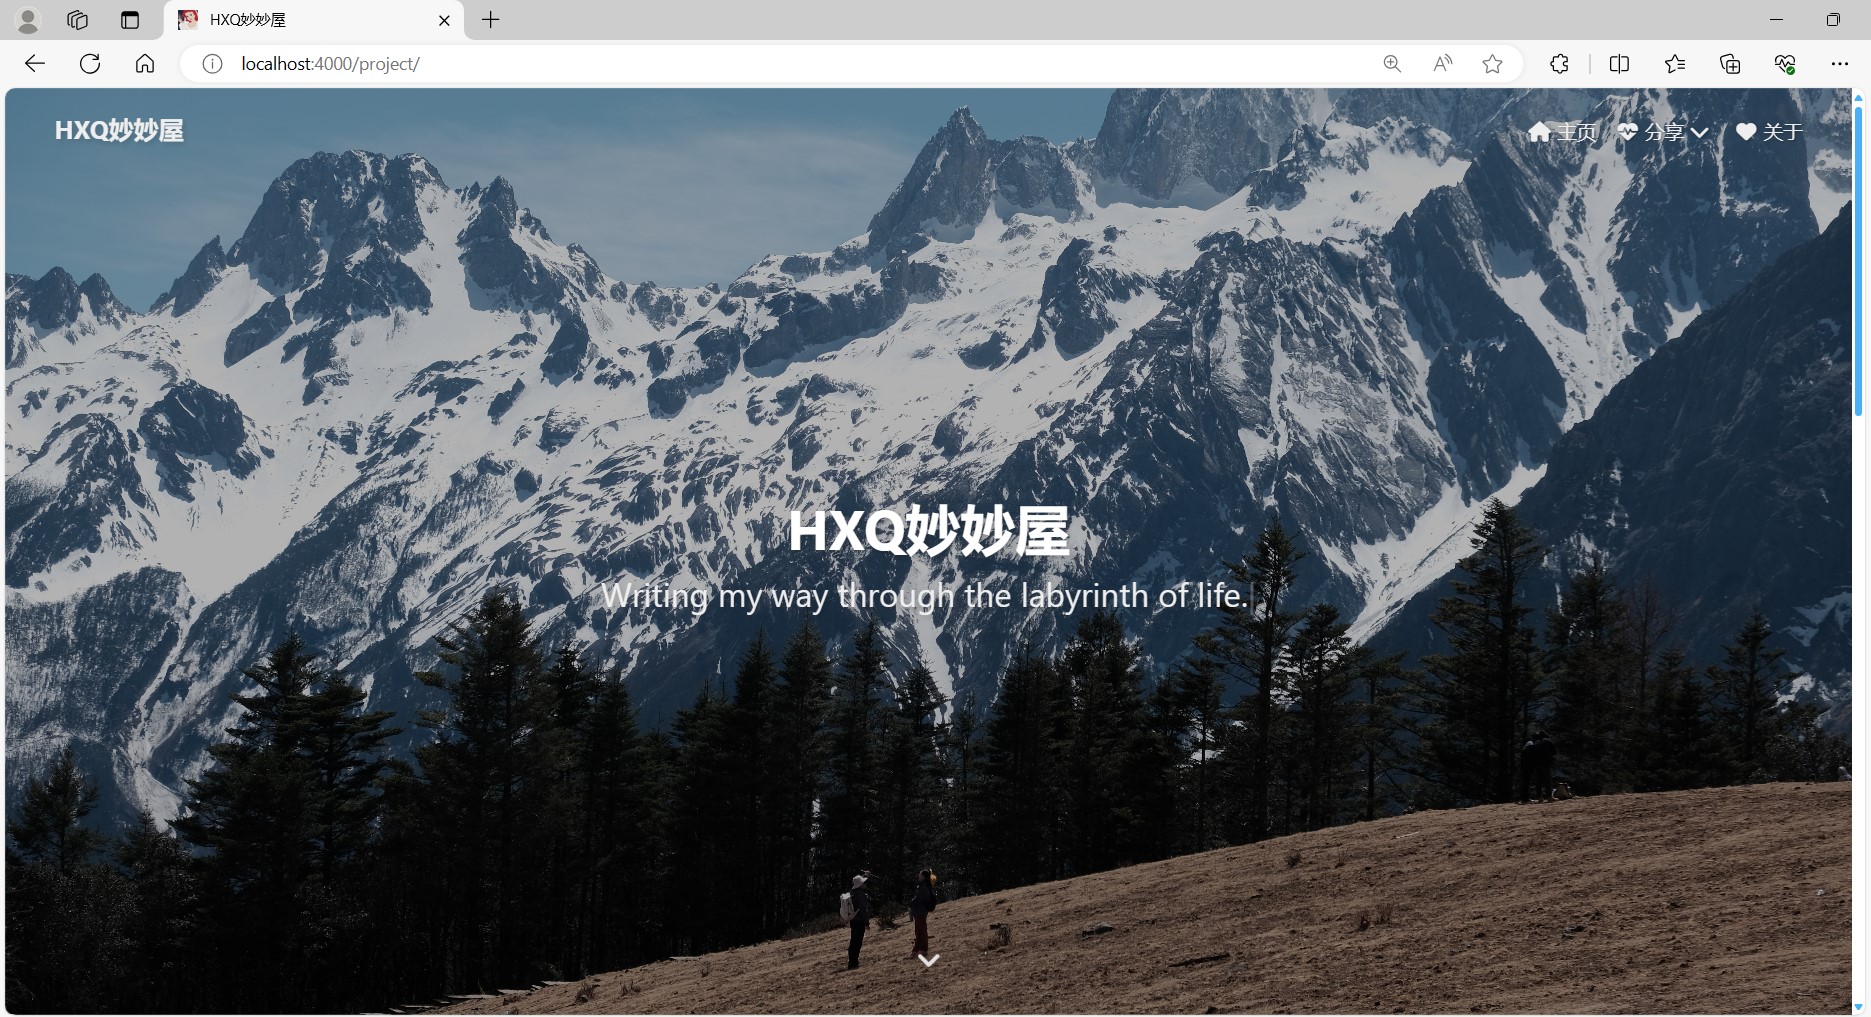 HXQ妙妙屋
localhost:4000/project/
HXQ妙妙屋
主页 分享 关于
HXQ妙妙屋
Writing my way through the labyrinth of life.